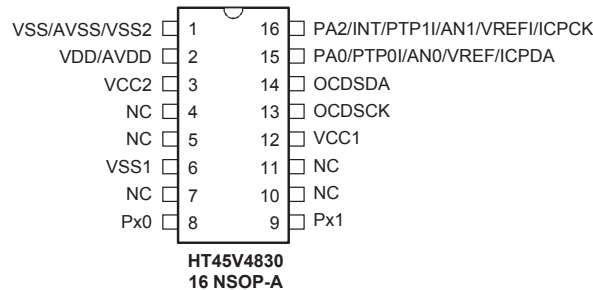 VSS/AVSS/VSS2 1 16 PA2/INT/PTP1I/AN1/VREFI/ICPCK
VDD/AVDD 2 15 PA0/PTP0I/AN0/VREF/ICPDA
VCC2 3 14 OCDSDA
NC 4 13 OCDSCK
NC 5 12 VCC1
VSS1 6 11 NC
NC 7 10 NC
Px0 8 9 Px1
HT45V4830
16 NSOP-A